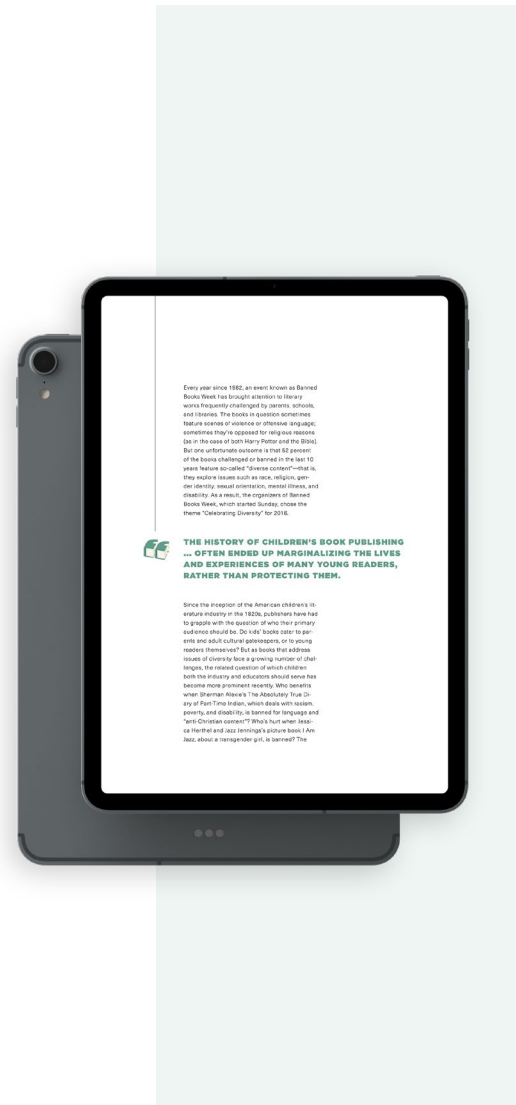 Every year since 1982, an event known as Banned
Books Week has brought attention to literary
works frequently challenged by parents, schools,
and libraries. The books in question sometimes
feature scenes of violence or offensive language;
sometimes they're opposed for religious reasons
(as in the case of both Harry Potter and the Bible).
But one unfortunate outcome is that 52 percent
of the books challenged or banned in the last 10
years feature so-called "diverse content"—that is,
they explore issues such as race, religion, gen-
der identity, sexual orientation, mental illness, and
disability. As a result, the organizers of Banned
Books Week, which started Sunday, chose the
theme "Celebrating Diversity" for 2016.
THE HISTORY OF CHILDREN'S BOOK PUBLISHING
... OFTEN ENDED UP MARGINALIZING THE LIVES
AND EXPERIENCES OF MANY YOUNG READERS,
RATHER THAN PROTECTING THEM.
Since the inception of the American children's lit-
erature industry in the 1820s, publishers have had
to grapple with the question of who their primary
audience should be. Do kids' books cater to par-
ents and adult cultural gatekeepers, or to young
readers themselves? But as books that address
issues of diversity face a growing number of chal-
lenges, the related question of which children
both the industry and educators should serve has
become more prominent recently. Who benefits
when Sherman Alexie's The Absolutely True Di-
ary of Part-Time Indian, which deals with racism,
poverty, and disability, is banned for language and
"anti-Christian content"? Who's hurt when Jessi-
ca Herthel and Jazz Jennings's picture book I Am
Jazz, about a transgender girl, is banned? The